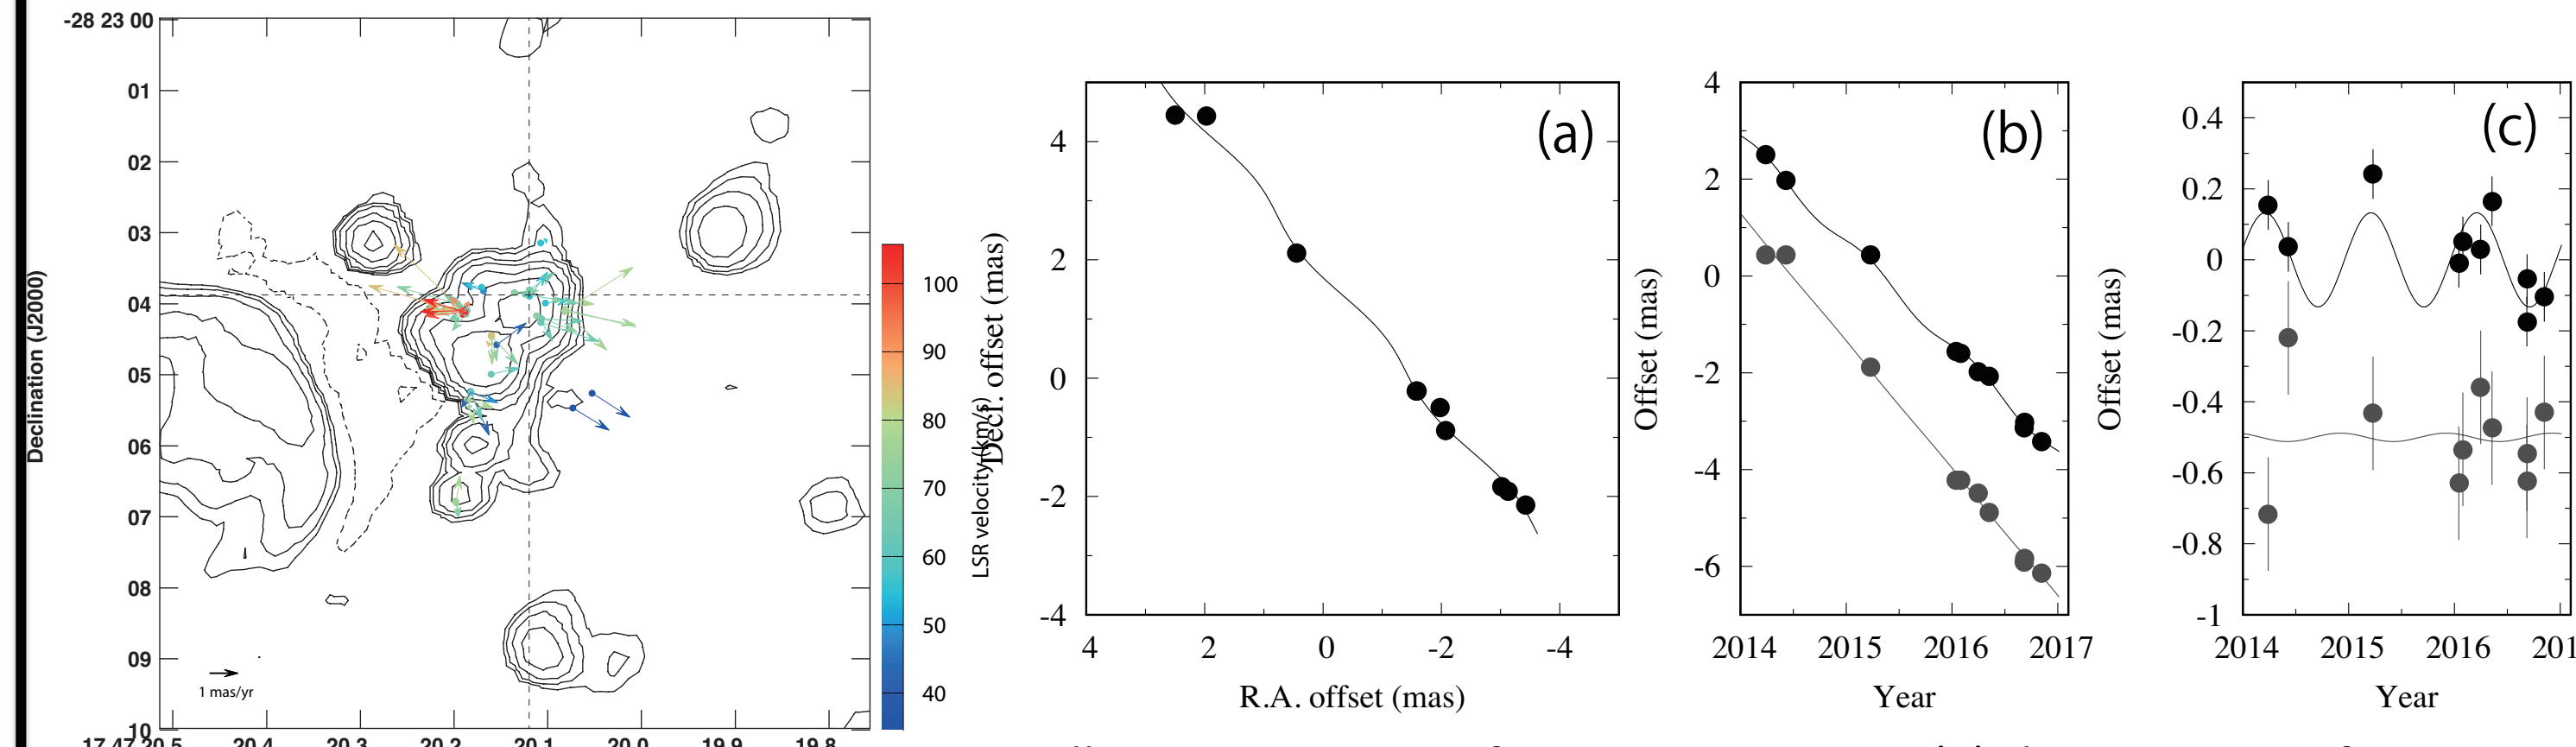 -28 23 00
01
02
03
04
05
06
07
08
09
10
Declination (J2000)
17 47 20.5 20.4 20.3 20.2 20.1 20.0 19.9 19.8
1 mas/yr
100
90
80
70
60
50
40
LSR velocity (km/s)
Decl. offset (mas)
(a)
4
2
0
-2
-4
4 2 0 -2 -4
R.A. offset (mas)
Offset (mas)
(b)
4
2
0
-2
-4
-6
2014 2015 2016 2017
Year
Offset (mas)
(c)
0.4
0.2
0
-0.2
-0.4
-0.6
-0.8
-1
2014 2015 2016 201
Year